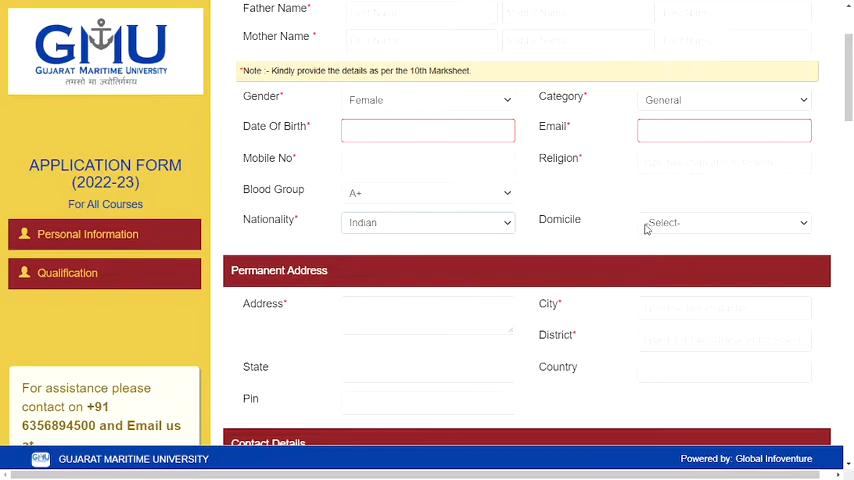 GMU
GUJARAT MARITIME UNIVERSITY
तमसो मा ज्योतिर्गमय
APPLICATION FORM
(2022-23)
For All Courses
Personal Information
Qualification
For assistance please
contact on +91
6356894500 and Email us
at
Father Name*
Mother Name *
*Note :- Kindly provide the details as per the 10th Marksheet.
Gender* Female Category* General
Date Of Birth* Email*
Mobile No* Religion*
Blood Group A+
Nationality* Indian Domicile -Select-
Permanent Address
Address* City*
District*
State Country
Pin
Contact Details
GMU GUJARAT MARITIME UNIVERSITY Powered by: Global Infoventure